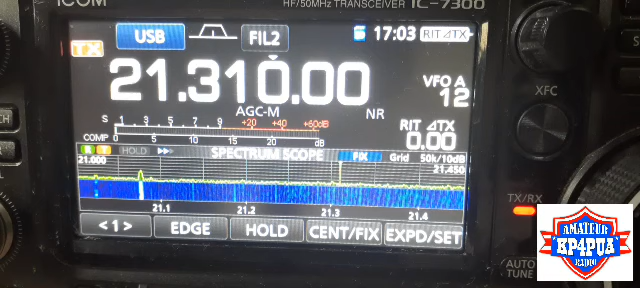 ICOM HF/50MHz TRANSCEIVER IC-7300
TX USB FIL2 17:03 RIT⊿TX
21.310.00
VFO A
12
AGC-M NR
S 1 3 5 7 9 +20 +40 +60dB
COMP 0 5 10 15 20 dB
RIT ⊿TX
0.00
R T HOLD SPECTRUM SCOPE FIX Grid 50k/10dB
21.000 21.450
21.1 21.2 21.3 21.4
<1> EDGE HOLD CENT/FIX EXPD/SET
XFC
TX/RX
AUTO
TUNE
AMATEUR
KP4PUA
RADIO